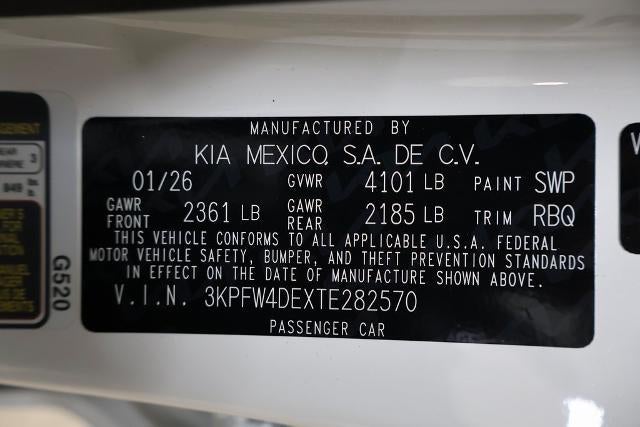 MANUFACTURED BY
KIA MEXICO, S.A. DE C.V.
01/26 GVWR 4101 LB PAINT SWP
GAWR FRONT 2361 LB GAWR REAR 2185 LB TRIM RBQ
THIS VEHICLE CONFORMS TO ALL APPLICABLE U.S.A. FEDERAL
MOTOR VEHICLE SAFETY, BUMPER, AND THEFT PREVENTION STANDARDS
IN EFFECT ON THE DATE OF MANUFACTURE SHOWN ABOVE.
V.I.N. 3KPFW4DEXTE282570
PASSENGER CAR
G520
3